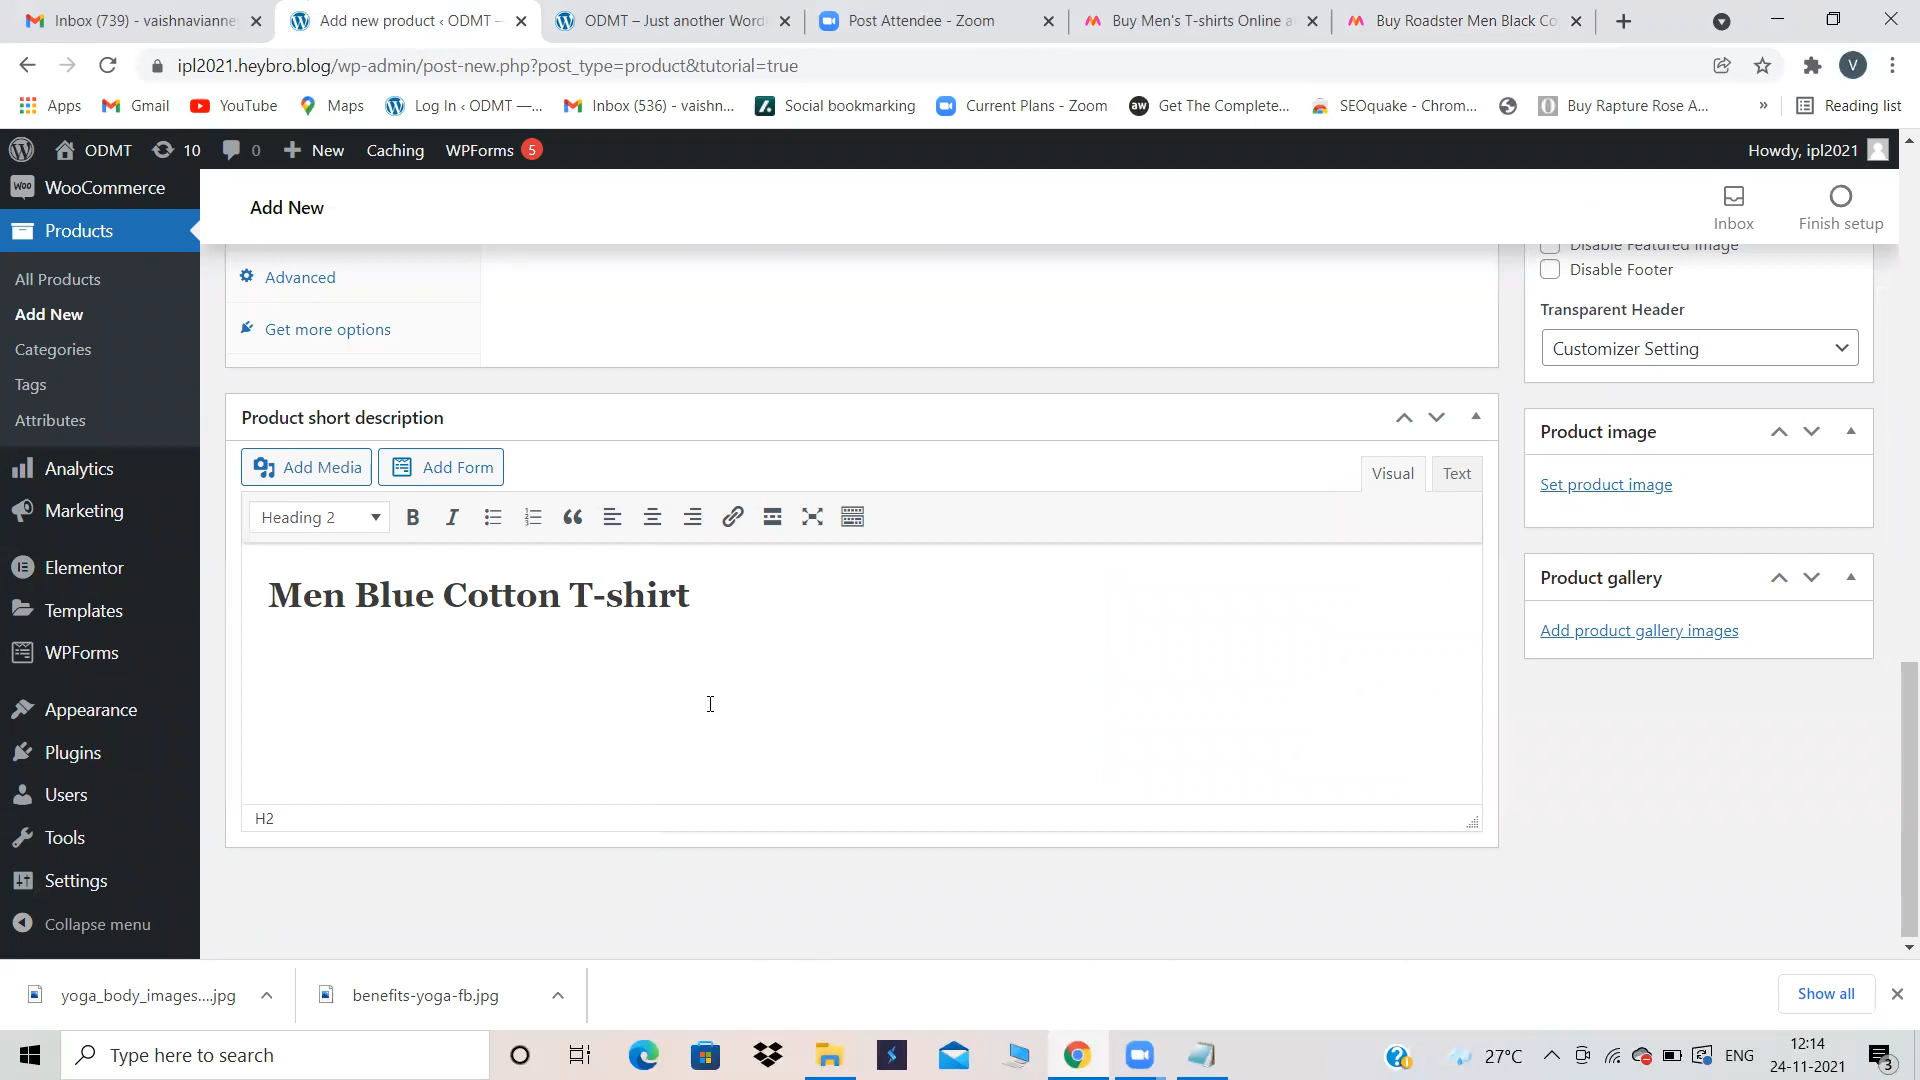 Inbox (739) - vaishnavianne
Add new product ‹ ODMT –
ODMT – Just another Word
Post Attendee - Zoom
Buy Men's T-shirts Online a
Buy Roadster Men Black Co
ipl2021.heybro.blog/wp-admin/post-new.php?post_type=product&tutorial=true
V
Apps
Gmail
YouTube
Maps
Log In ‹ ODMT —...
Inbox (536) - vaishn...
Social bookmarking
Current Plans - Zoom
aw
Get The Complete...
SEOquake - Chrom...
Buy Rapture Rose A...
»
Reading list
ODMT
10
0
New
Caching
WPForms 5
Howdy, ipl2021
Woo
WooCommerce
Add New
Inbox
Finish setup
Products
All Products
Add New
Categories
Tags
Attributes
Analytics
Marketing
Elementor
Templates
WPForms
Appearance
Plugins
Users
Tools
Settings
Collapse menu
Advanced
Get more options
Disable Featured Image
Disable Footer
Transparent Header
Customizer Setting
Product short description
Add Media
Add Form
Visual
Text
Heading 2
B
I
Men Blue Cotton T-shirt
H2
Product image
Set product image
Product gallery
Add product gallery images
yoga_body_images....jpg
benefits-yoga-fb.jpg
Show all
Type here to search
27°C
ENG
12:14
24-11-2021
3